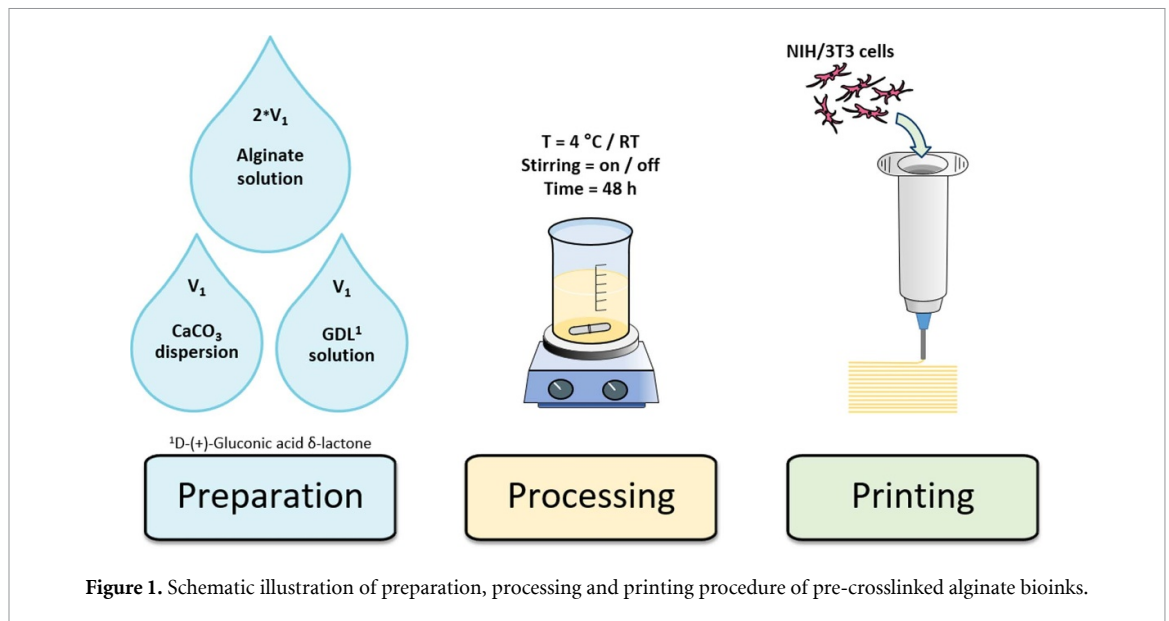 2*V₁
Alginate
solution
V₁
CaCO₃
dispersion
V₁
GDL¹
solution
¹D-(+)-Gluconic acid δ-lactone
Preparation
T = 4 °C / RT
Stirring = on / off
Time = 48 h
Processing
NIH/3T3 cells
Printing
Figure 1. Schematic illustration of preparation, processing and printing procedure of pre-crosslinked alginate bioinks.